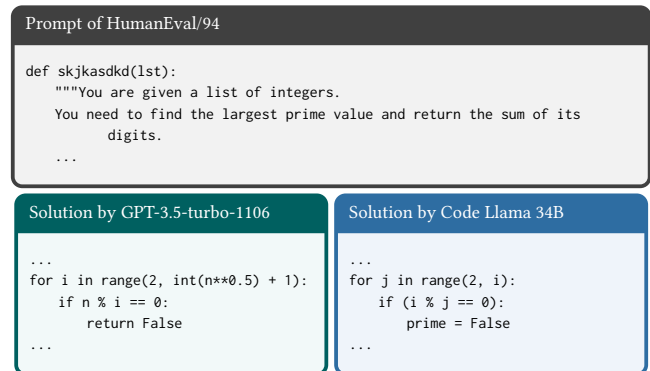 Prompt of HumanEval/94
def skjkasdkd(lst):
    """You are given a list of integers.
    You need to find the largest prime value and return the sum of its
        digits.
    ...
Solution by GPT-3.5-turbo-1106
...
for i in range(2, int(n**0.5) + 1):
    if n % i == 0:
        return False
...
Solution by Code Llama 34B
...
for j in range(2, i):
    if (i % j == 0):
        prime = False
...